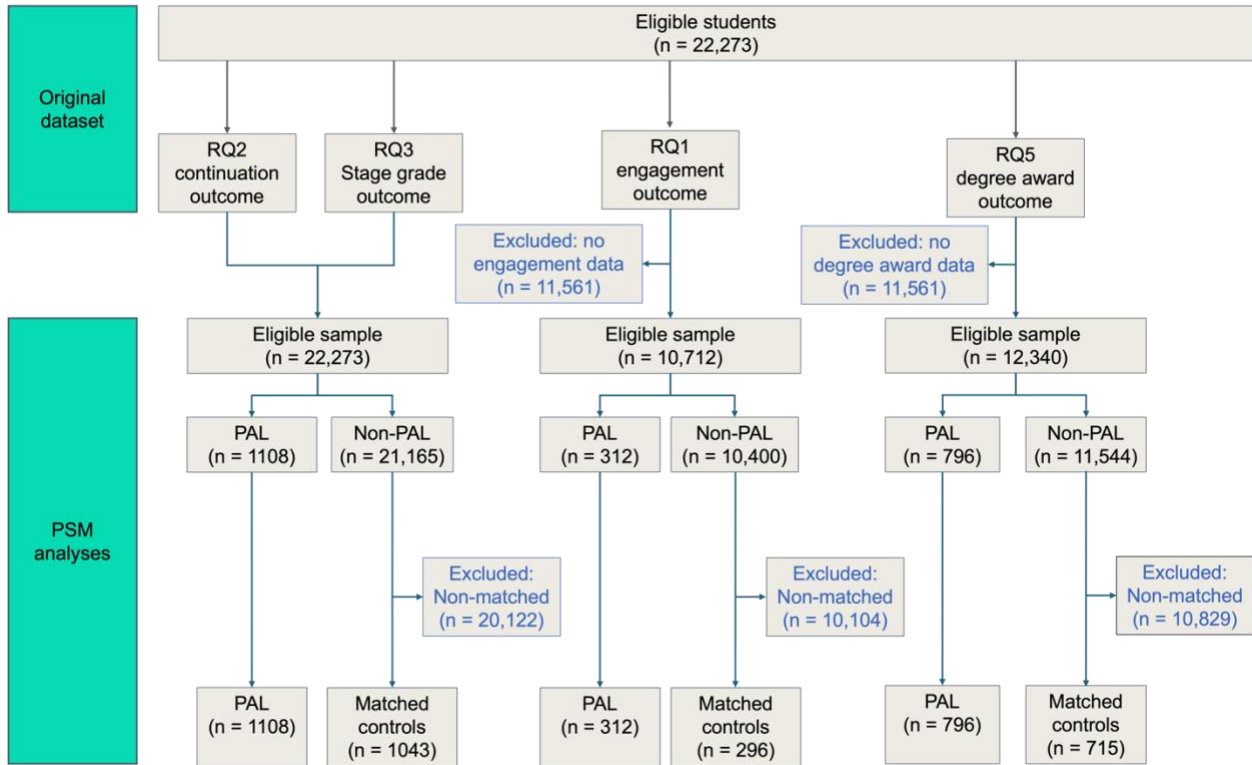 Eligible students
(n = 22,273)
Original
dataset
RQ2
continuation
outcome
RQ3
Stage grade
outcome
RQ1
engagement
outcome
RQ5
degree award
outcome
Excluded: no
engagement data
(n = 11,561)
Excluded: no
degree award data
(n = 11,561)
PSM
analyses
Eligible sample
(n = 22,273)
Eligible sample
(n = 10,712)
Eligible sample
(n = 12,340)
PAL
(n = 1108)
Non-PAL
(n = 21,165)
PAL
(n = 312)
Non-PAL
(n = 10,400)
PAL
(n = 796)
Non-PAL
(n = 11,544)
Excluded:
Non-matched
(n = 20,122)
Excluded:
Non-matched
(n = 10,104)
Excluded:
Non-matched
(n = 10,829)
PAL
(n = 1108)
Matched
controls
(n = 1043)
PAL
(n = 312)
Matched
controls
(n = 296)
PAL
(n = 796)
Matched
controls
(n = 715)